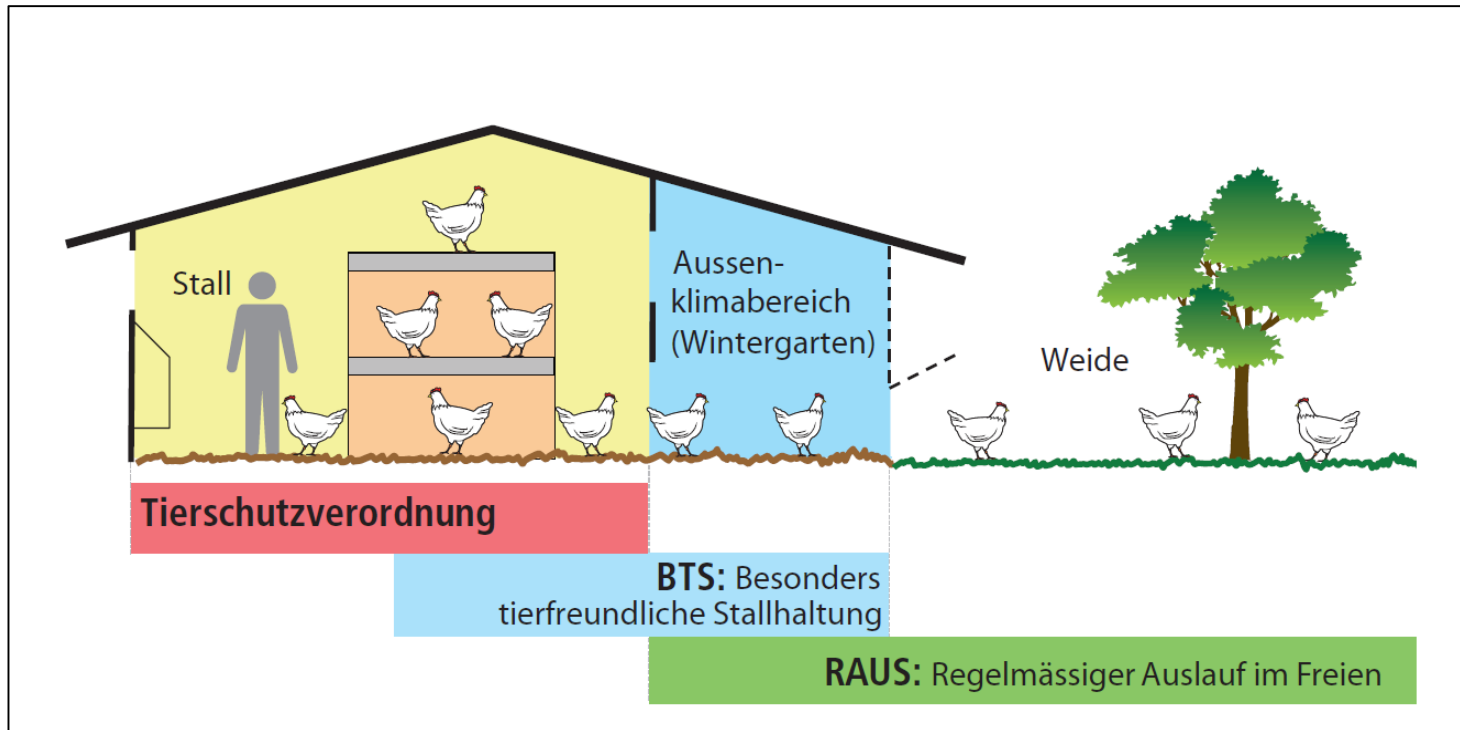 Stall
Aussen-
klimabereich
(Wintergarten)
Weide
Tierschutzverordnung
BTS: Besonders
tierfreundliche Stallhaltung
RAUS: Regelmässiger Auslauf im Freien